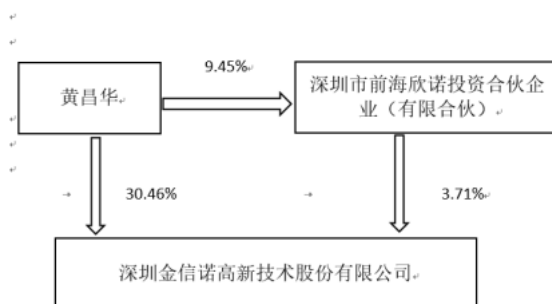 9.45%
黄昌华
深圳市前海欣诺投资合伙企
业（有限合伙）
30.46%
3.71%
深圳金信诺高新技术股份有限公司